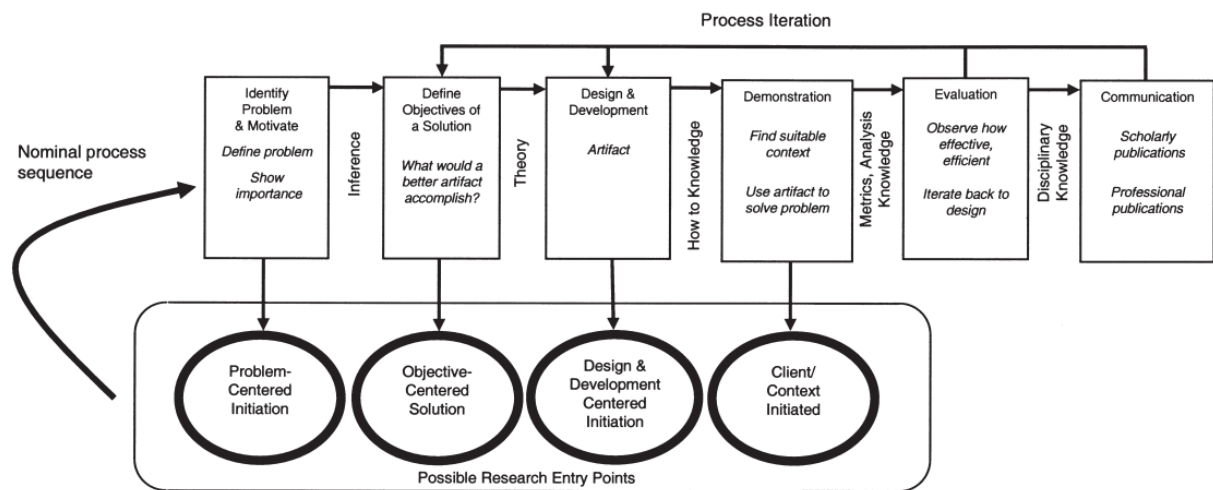 Process Iteration
Nominal process
sequence
Identify
Problem
& Motivate
Define problem
Show
importance
Inference
Define
Objectives of
a Solution
What would a
better artifact
accomplish?
Theory
Design &
Development
Artifact
How to Knowledge
Demonstration
Find suitable
context
Use artifact to
solve problem
Metrics, Analysis
Knowledge
Evaluation
Observe how
effective,
efficient
Iterate back to
design
Disciplinary
Knowledge
Communication
Scholarly
publications
Professional
publications
Problem-
Centered
Initiation
Objective-
Centered
Solution
Design &
Development
Centered
Initiation
Client/
Context
Initiated
Possible Research Entry Points